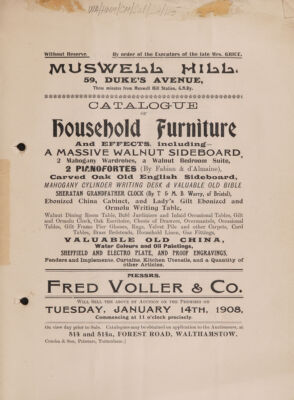 Without Reserve. By order of the Executors of the late Mrs. GRICE.
MUSWELL HILL.
59, DUKE'S AVENUE,
Three minutes from Muswell Hill Station, G.N.Ry.
CATALOGUE
OF
Household Furniture
And EFFECTS, including—
A MASSIVE WALNUT SIDEBOARD,
2 Mahogany Wardrobes, a Walnut Bedroom Suite,
2 PIANOFORTES (By Fabian & d'Almaine),
Carved Oak Old English Sideboard,
MAHOGANY CYLINDER WRITING DESK & VALUABLE OLD BIBLE
SHERATAN GRANDFATHER CLOCK (By T & M. S. Warry, of Bristol),
Ebonized China Cabinet, and Lady's Gilt Ebonized and
Ormolu Writing Table,
Walnut Dining Room Table, Buhl Jardiniers and Inlaid Occasional Tables, Gilt
and Ormolu Clock, Oak Escritoire, Chests of Drawers, Overmantels, Occasional
Tables, Gilt Frame Pier Glasses, Rugs, Velvet Pile and other Carpets, Card
Tables, Brass Bedsteads, Household Linen, Gas Fittings,
VALUABLE OLD CHINA,
Water Colours and Oil Paintings,
SHEFFIELD AND ELECTRO PLATE, AND PROOF ENGRAVINGS,
Fenders and Implements, Curtains, Kitchen Utensils, and a Quantity of
other Articles,
MESSRS.
FRED VOLLER & CO.
WILL SELL THE ABOVE BY AUCTION ON THE PREMISES ON
TUESDAY, JANUARY 14TH, 1908,
Commencing at 11 o'clock precisely.
On view day prior to Sale. Catalogues may be obtained on application to the Auctioneers, at
814 and 814a, FOREST ROAD, WALTHAMSTOW.
Coneha & Son, Printers, Tottenham.]